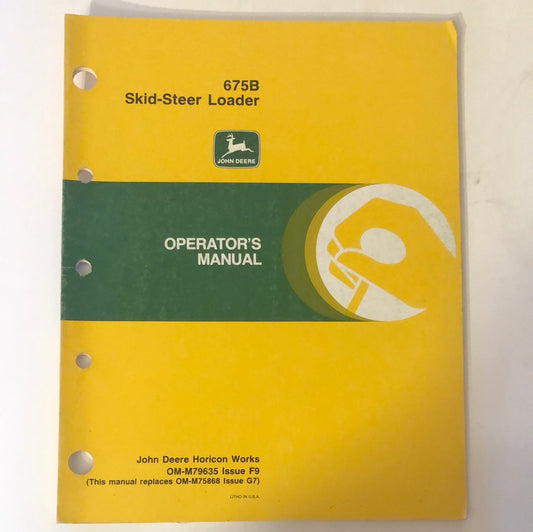 675B
Skid-Steer Loader
JOHN DEERE
OPERATOR'S
MANUAL
John Deere Horicon Works
OM-M79635 Issue F9
(This manual replaces OM-M75868 Issue G7)
LITHO IN U.S.A.